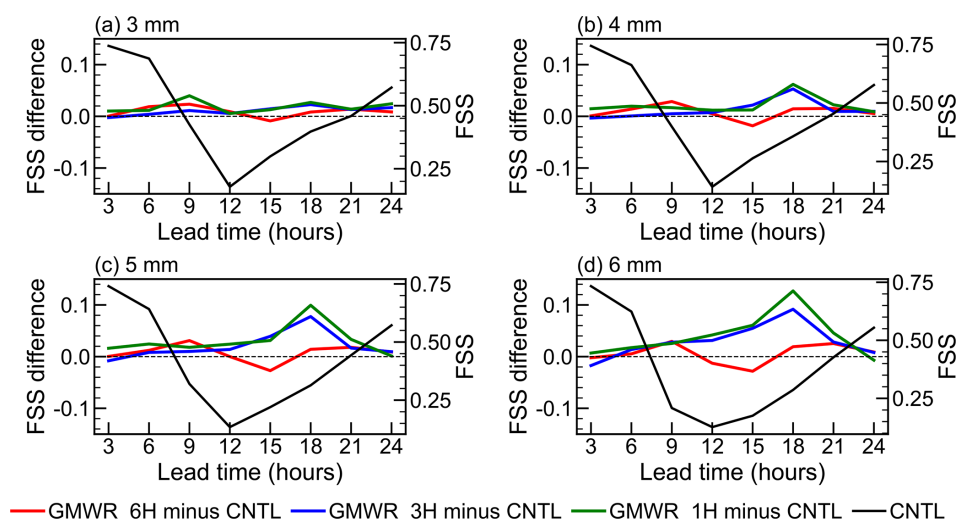 (a) 3 mm
(b) 4 mm
0.1
0.0
-0.1
FSS difference
0.75
0.50
0.25
FSS
0.1
0.0
-0.1
FSS difference
0.75
0.50
0.25
FSS
3 6 9 12 15 18 21 24
3 6 9 12 15 18 21 24
Lead time (hours)
Lead time (hours)
(c) 5 mm
(d) 6 mm
0.1
0.0
-0.1
FSS difference
0.75
0.50
0.25
FSS
0.1
0.0
-0.1
FSS difference
0.75
0.50
0.25
FSS
3 6 9 12 15 18 21 24
3 6 9 12 15 18 21 24
Lead time (hours)
Lead time (hours)
GMWR 6H minus CNTL GMWR 3H minus CNTL GMWR 1H minus CNTL CNTL